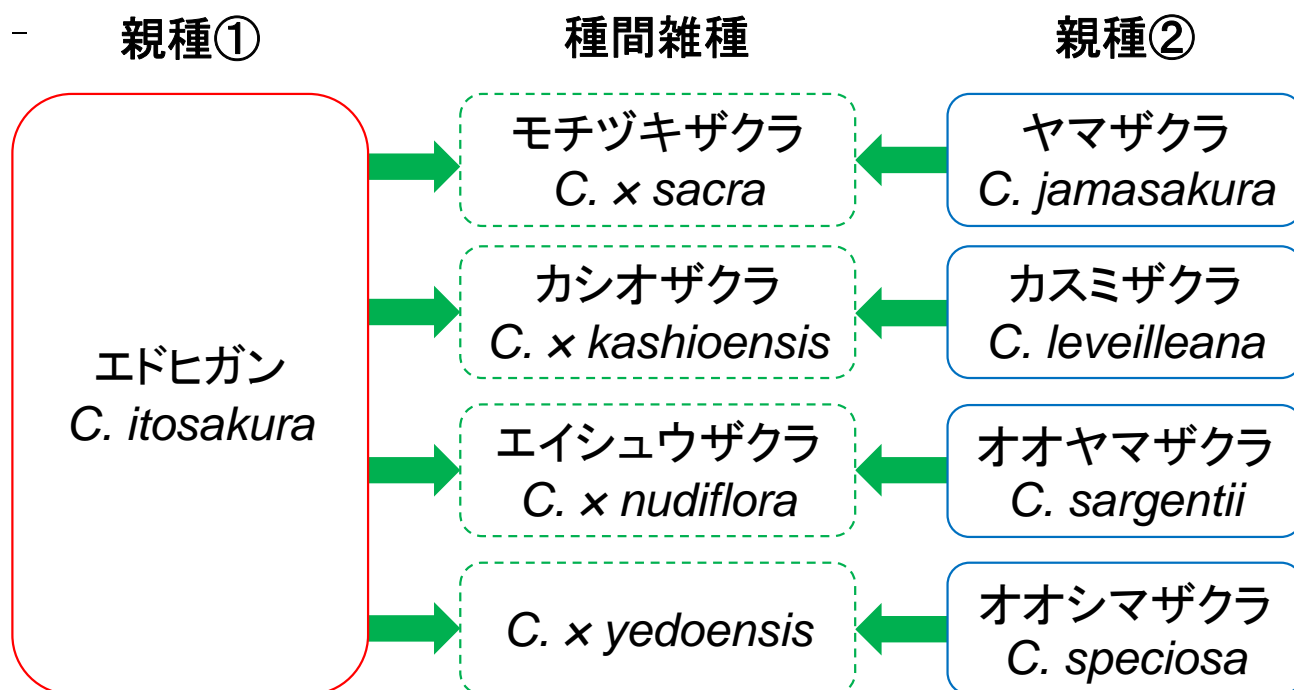 親種① 種間雑種 親種②
エドヒガン
C. itosakura
モチヅキザクラ
C. × sacra
ヤマザクラ
C. jamasakura
カシオザクラ
C. × kashioensis
カスミザクラ
C. leveilleana
エイシュウザクラ
C. × nudiflora
オオヤマザクラ
C. sargentii
C. × yedoensis
オオシマザクラ
C. speciosa